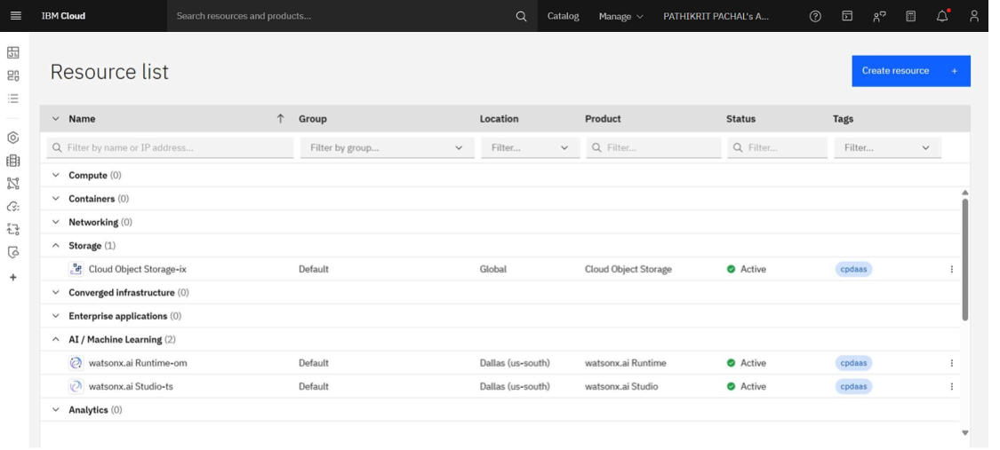 IBM Cloud Search resources and products... Catalog Manage PATHIKRIT PACHAL's A...
Resource list
Create resource +
Name Group Location Product Status Tags
Filter by name or IP address... Filter by group... Filter... Filter... Filter... Filter...
Compute (0)
Containers (0)
Networking (0)
Storage (1)
Cloud Object Storage-ix Default Global Cloud Object Storage Active cpdaas
Converged infrastructure (0)
Enterprise applications (0)
AI / Machine Learning (2)
watsonx.ai Runtime-om Default Dallas (us-south) watsonx.ai Runtime Active cpdaas
watsonx.ai Studio-ts Default Dallas (us-south) watsonx.ai Studio Active cpdaas
Analytics (0)